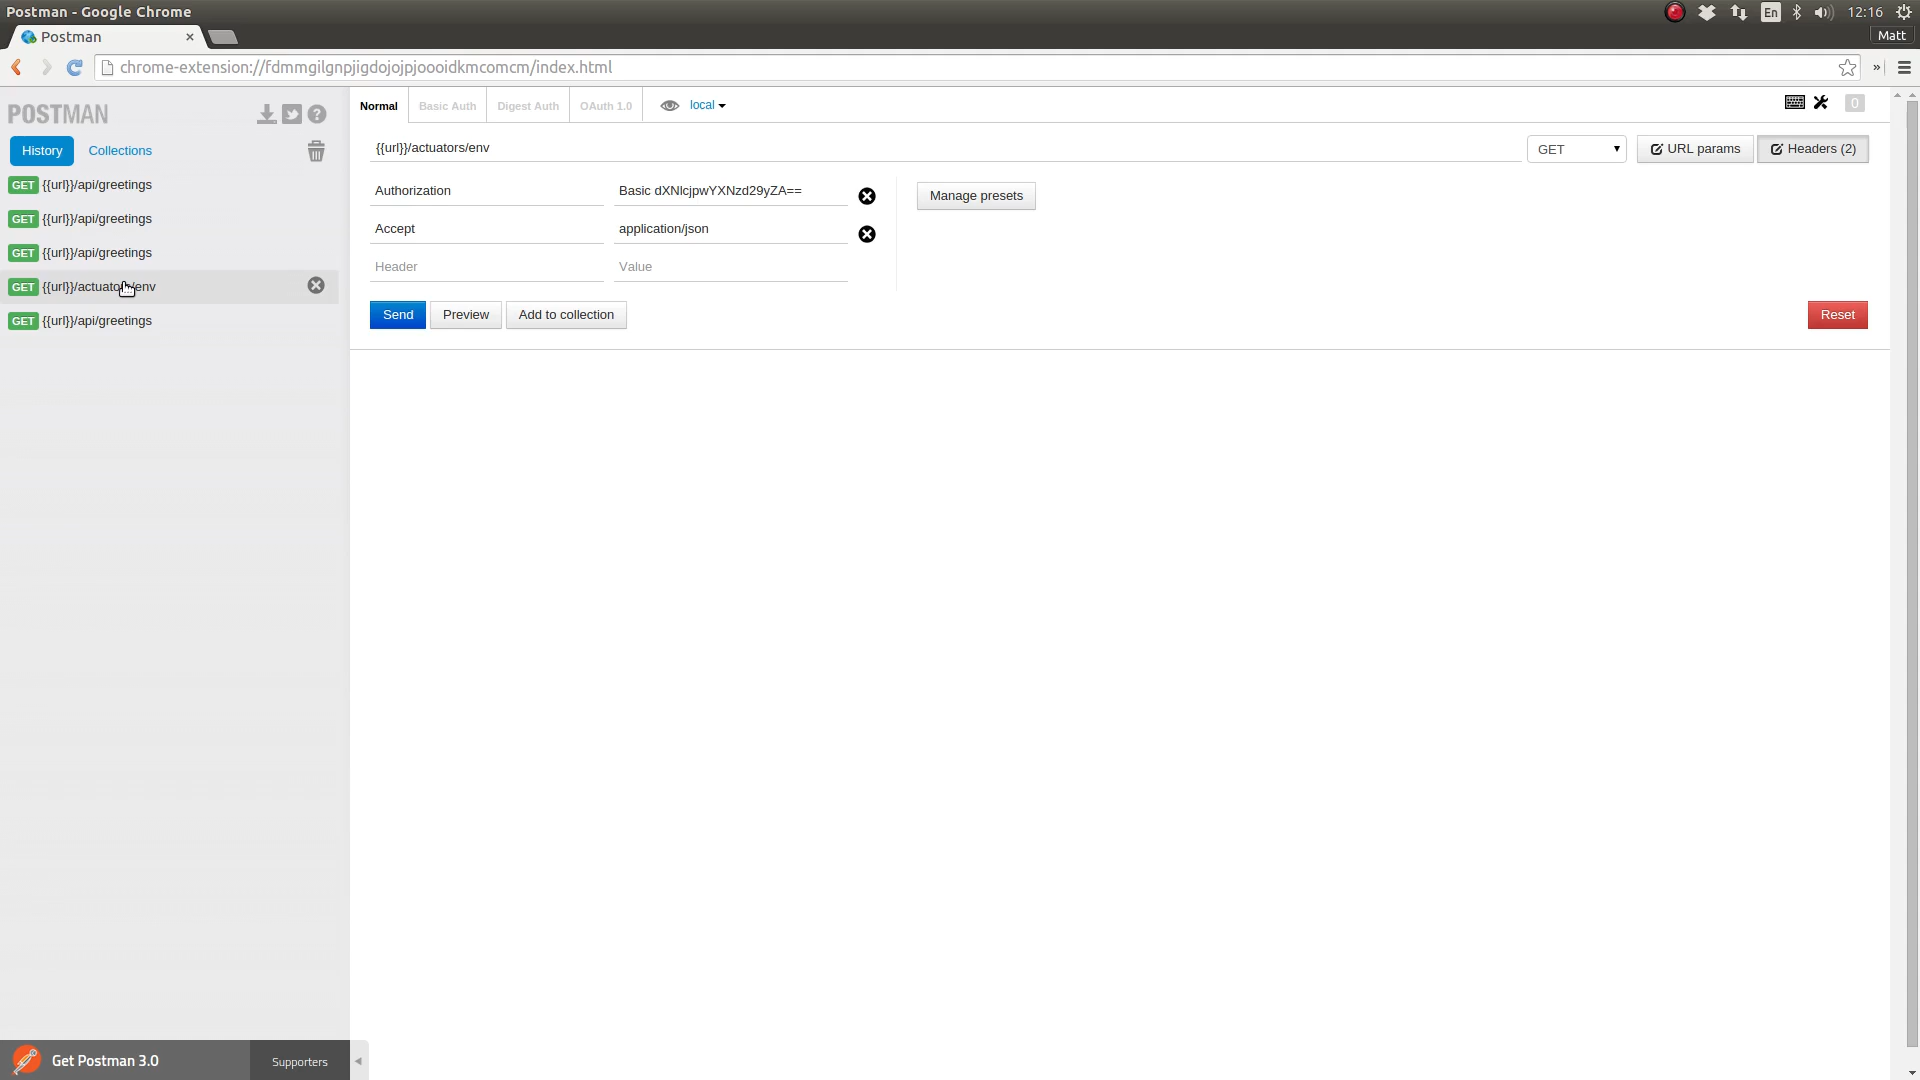 Postman - Google Chrome
En
12:16
Postman
Matt
chrome-extension://fdmmgilgnpjigdojojpjoooidkmcomcm/index.html
»
POSTMAN
?
Normal
Basic Auth
Digest Auth
OAuth 1.0
local
0
History
Collections
{{url}}/actuators/env
GET
URL params
Headers (2)
GET {{url}}/api/greetings
GET {{url}}/api/greetings
GET {{url}}/api/greetings
GET {{url}}/actuators/env
GET {{url}}/api/greetings
Authorization
Basic dXNlcjpwYXNzd29yZA==
Manage presets
Accept
application/json
Header
Value
Send
Preview
Add to collection
Reset
Get Postman 3.0
Supporters